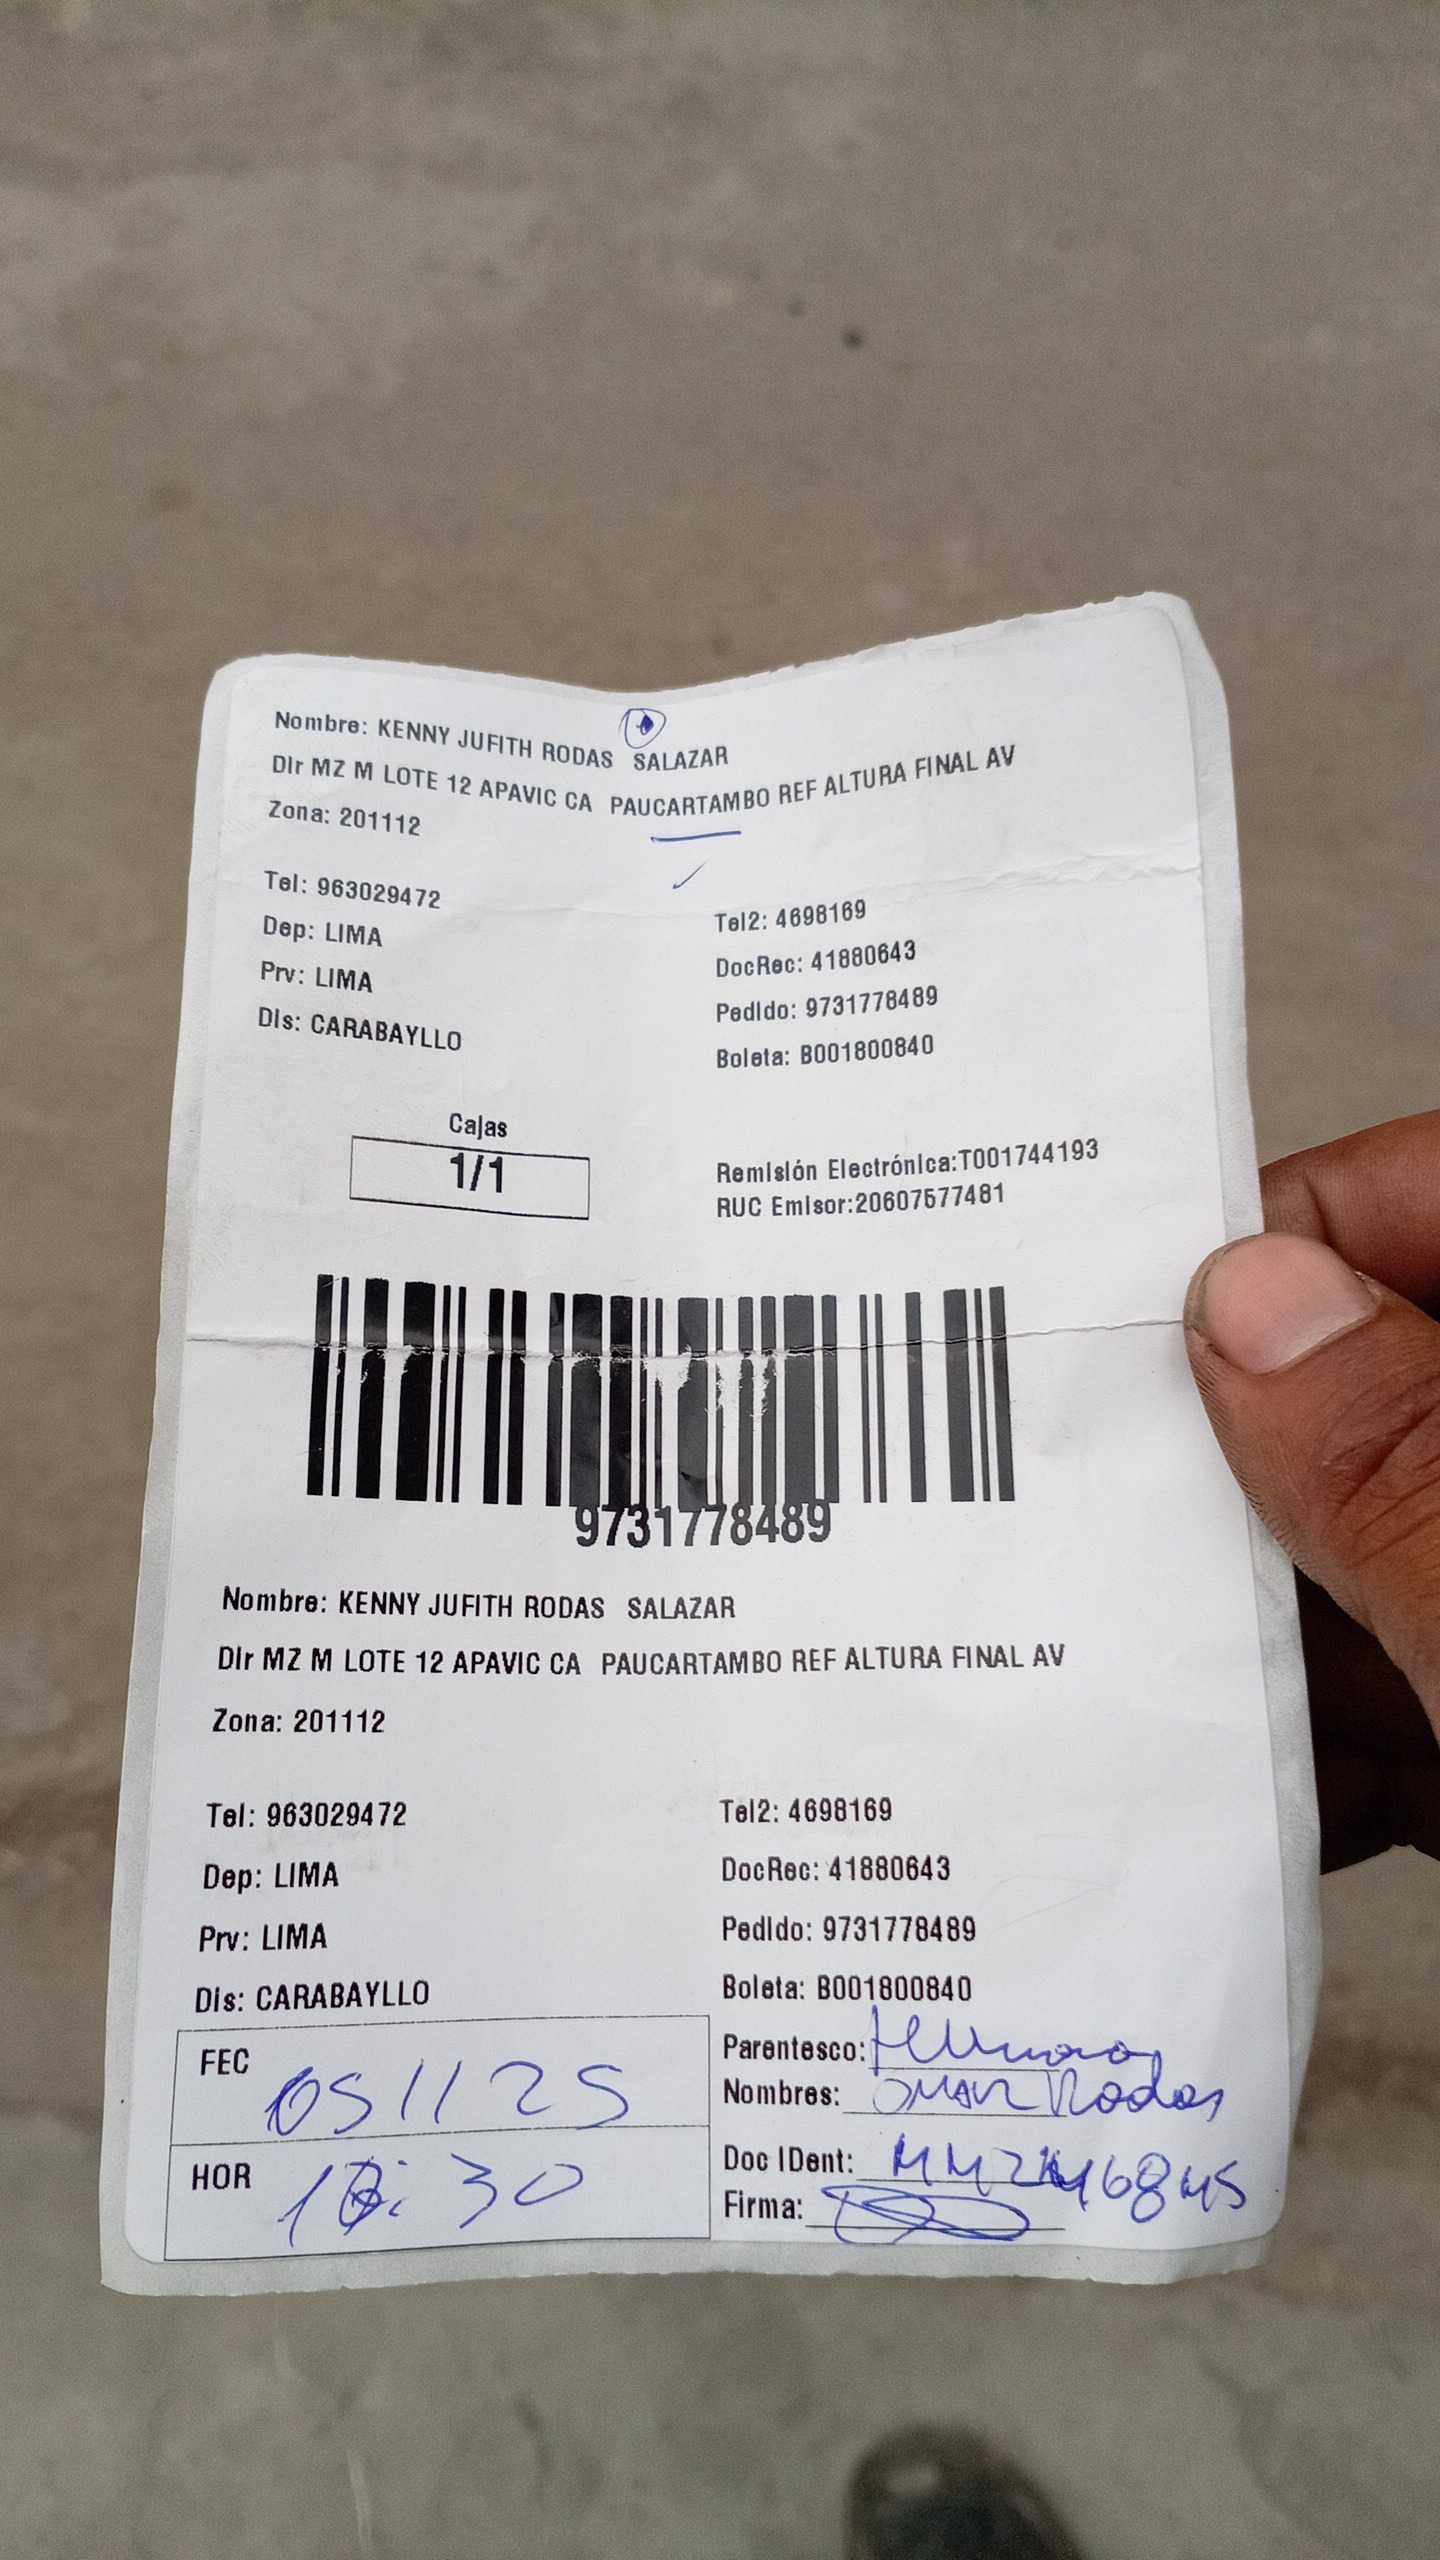 Nombre: KENNY JUFITH RODAS SALAZAR
Dir MZ M LOTE 12 APAVIC CA PAUCARTAMBO REF ALTURA FINAL AV
Zona: 201112
Tel: 963029472
Tel2: 4698169
Dep: LIMA
DocRec: 41880643
Prv: LIMA
Pedido: 9731778489
Dis: CARABAYLLO
Boleta: B001800840
Cajas
1/1
Remisión Electrónica:T001744193
RUC Emisor:20607577481
9731778489
Nombre: KENNY JUFITH RODAS SALAZAR
Dir MZ M LOTE 12 APAVIC CA PAUCARTAMBO REF ALTURA FINAL AV
Zona: 201112
Tel: 963029472
Tel2: 4698169
Dep: LIMA
DocRec: 41880643
Prv: LIMA
Pedido: 9731778489
Dis: CARABAYLLO
Boleta: B001800840
FEC 05 11 25
Parentesco: Hermano
Nombres: OMAR Rodas
HOR
Doc IDent:
Firma: